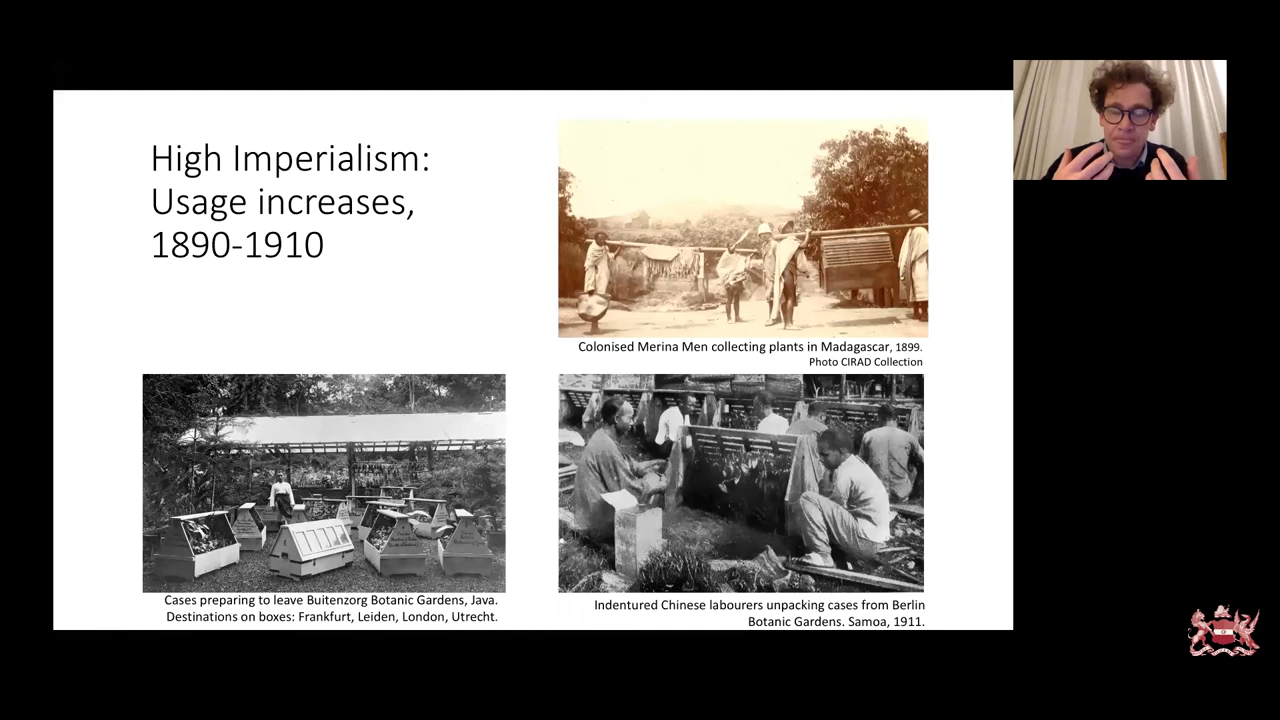 High Imperialism:
Usage increases,
1890-1910
Colonised Merina Men collecting plants in Madagascar, 1899.
Photo CIRAD Collection
Cases preparing to leave Buitenzorg Botanic Gardens, Java.
Destinations on boxes: Frankfurt, Leiden, London, Utrecht.
Indentured Chinese labourers unpacking cases from Berlin
Botanic Gardens. Samoa, 1911.